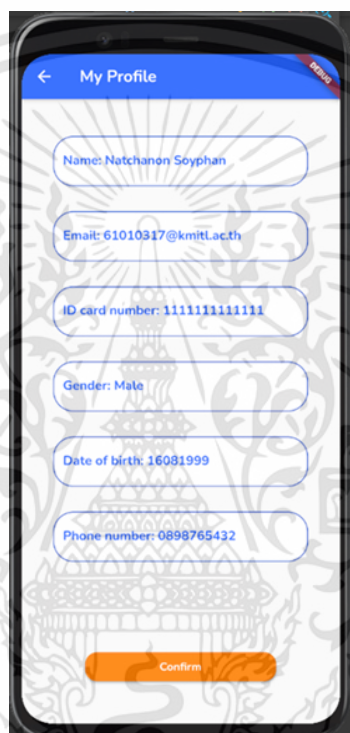 My Profile
DEBUG
Name: Natchanon Soyphan
Email: 61010317@kmitl.ac.th
ID card number: 1111111111111
Gender: Male
Date of birth: 16081999
Phone number: 0898765432
Confirm